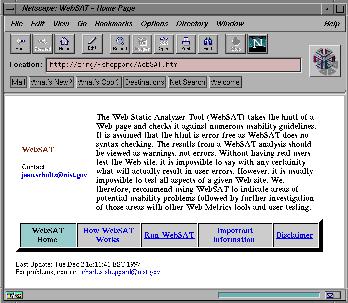 Netscape: WebSAT - Home Page
File Edit View Go Bookmarks Options Directory Window Help
Location:
What's New? What's Cool? Destinations Net Search
The Web Static Analyzer Tool (WebSAT) takes the html of a
Web page and checks it against numerous usability guidelines.
It is assumed that the html is error free as WebSAT does no
syntax checking. The results from a WebSAT analysis should
be viewed as warnings, not errors. Without having real users
test the Web site, it is impossible to say with any certainty
what will actually result in user errors. However, it is usually
impossible to test all aspects of a given Web site. We,
therefore, recommend using WebSAT to indicate areas of
potential usability problems followed by further investigation
of those areas with other Web Metrics tools and user testing.
WebSAT
Contact
WebSAT Home
How WebSAT Works
Run WebSAT
Important Information
Disclaimer
Last Update: Tue Dec 1997